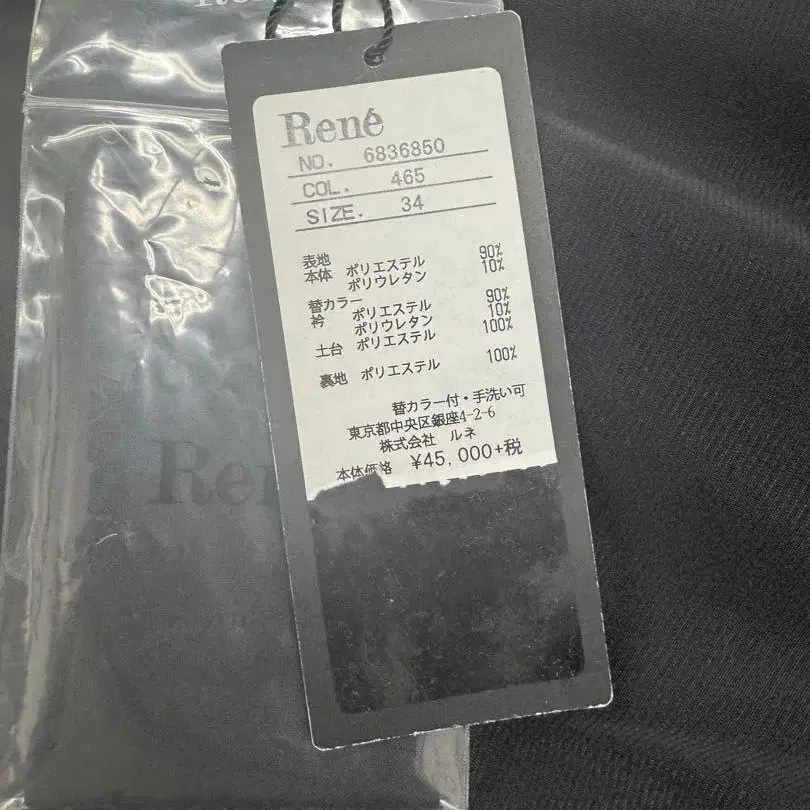 René
NO. 6836850
COL. 465
SIZE. 34
表地
本体 ポリエステル 90%
ポリウレタン 10%
替カラー
衿 ポリエステル 90%
ポリウレタン 10%
土台 ポリエステル 100%
裏地 ポリエステル 100%
替カラー付・手洗い可
東京都中央区銀座4-2-6
株式会社 ルネ
本体価格 ¥45,000+税